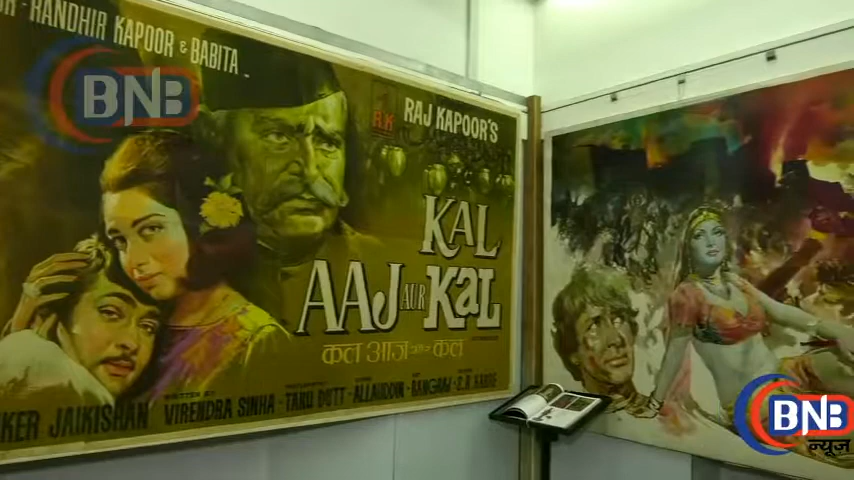 RANDHIR KAPOOR & BABITA
BNB
R.K
RAJ KAPOOR'S
KAL
AAJ AUR KAL
कल आज और कल
JAIKISHAN
VIRENDRA SINHA
TARU DUTT
ALLAUDDIN
BNB
न्यूज़